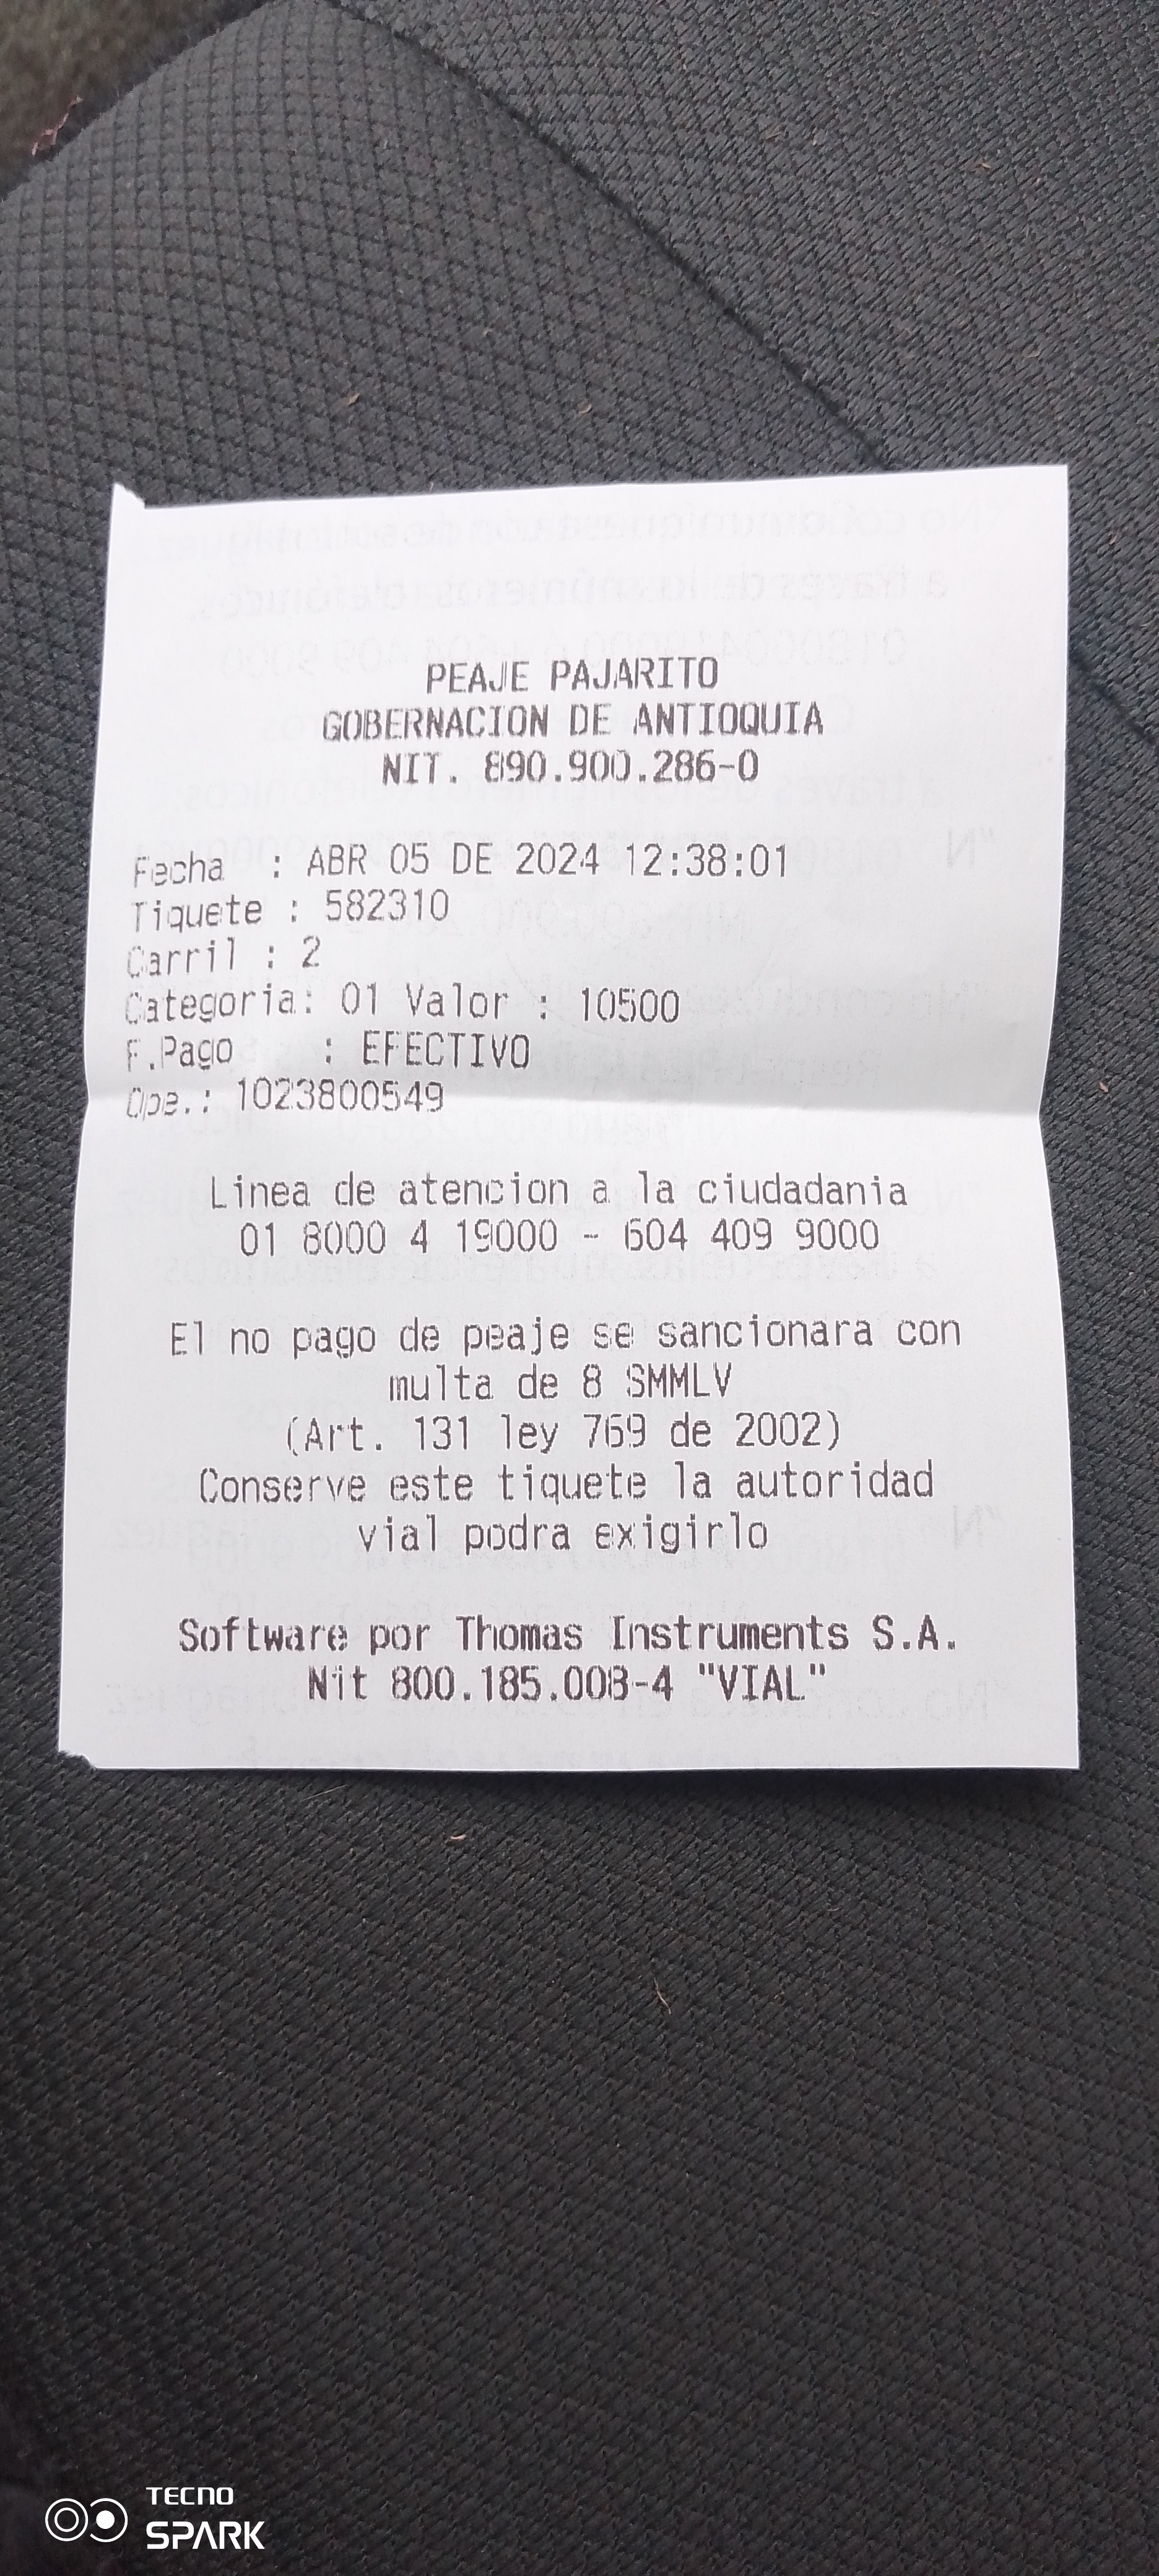 PEAJE PAJARITO
GOBERNACION DE ANTIOQUIA
NIT. 890.900.286-0
Fecha : ABR 05 DE 2024 12:38:01
Tiquete : 582310
Carril : 2
Categoria: 01 Valor : 10500
F.Pago : EFECTIVO
Ope.: 1023800549
Linea de atencion a la ciudadania
01 8000 4 19000 - 604 409 9000
El no pago de peaje se sancionara con
multa de 8 SMMLV
(Art. 131 ley 769 de 2002)
Conserve este tiquete la autoridad
vial podra exigirlo
Software por Thomas Instruments S.A.
Nit 800.185.008-4 "VIAL"
TECNO
SPARK